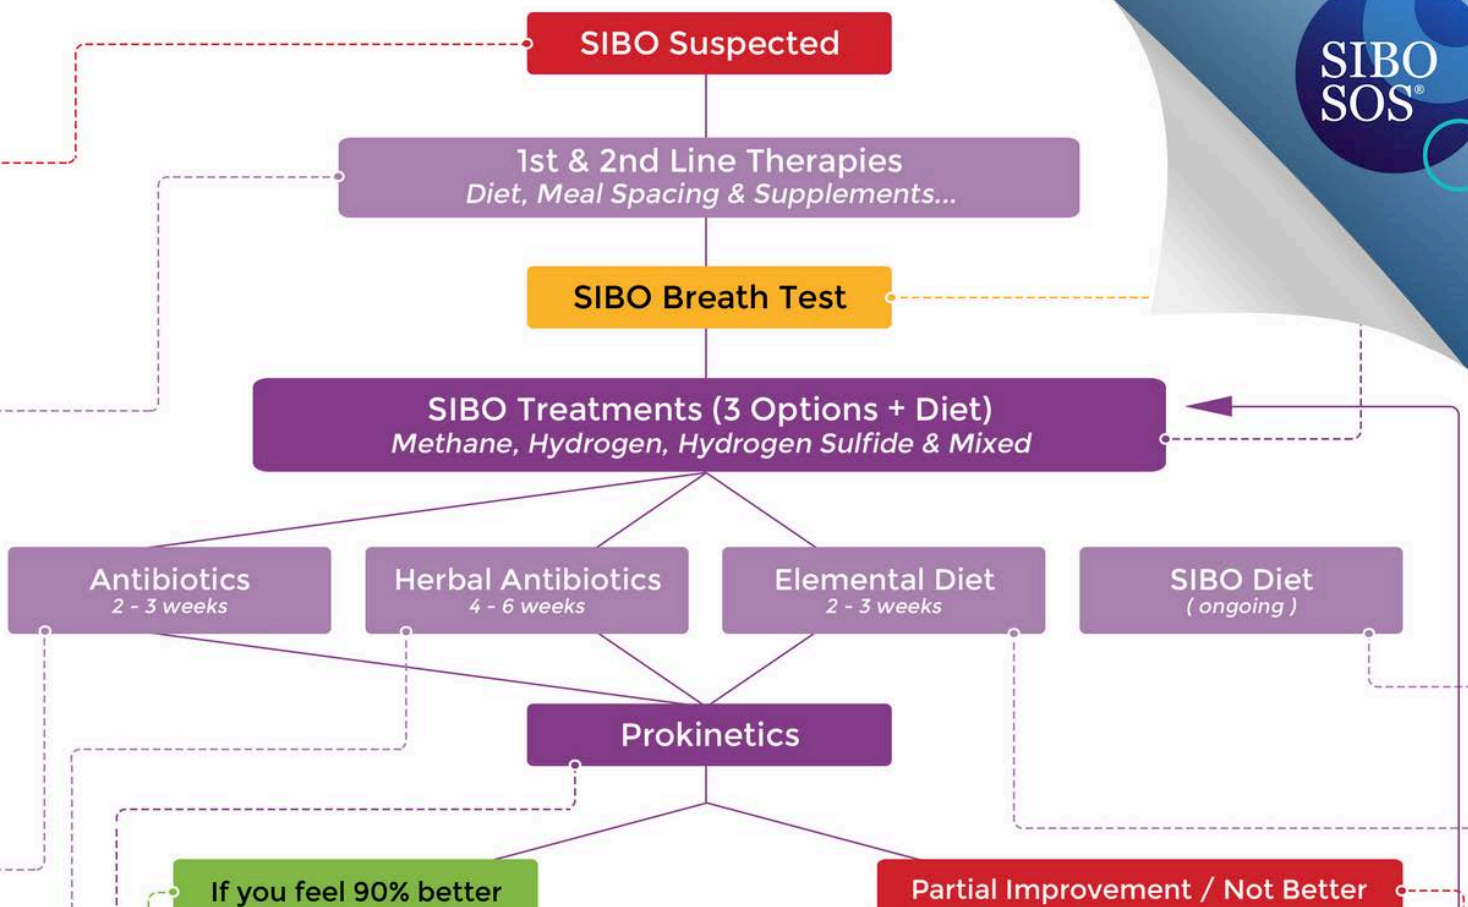 SIBO Suspected
SIBO
SOS®
1st & 2nd Line Therapies
Diet, Meal Spacing & Supplements...
SIBO Breath Test
SIBO Treatments (3 Options + Diet)
Methane, Hydrogen, Hydrogen Sulfide & Mixed
Antibiotics
2 - 3 weeks
Herbal Antibiotics
4 - 6 weeks
Elemental Diet
2 - 3 weeks
SIBO Diet
( ongoing )
Prokinetics
If you feel 90% better
Partial Improvement / Not Better